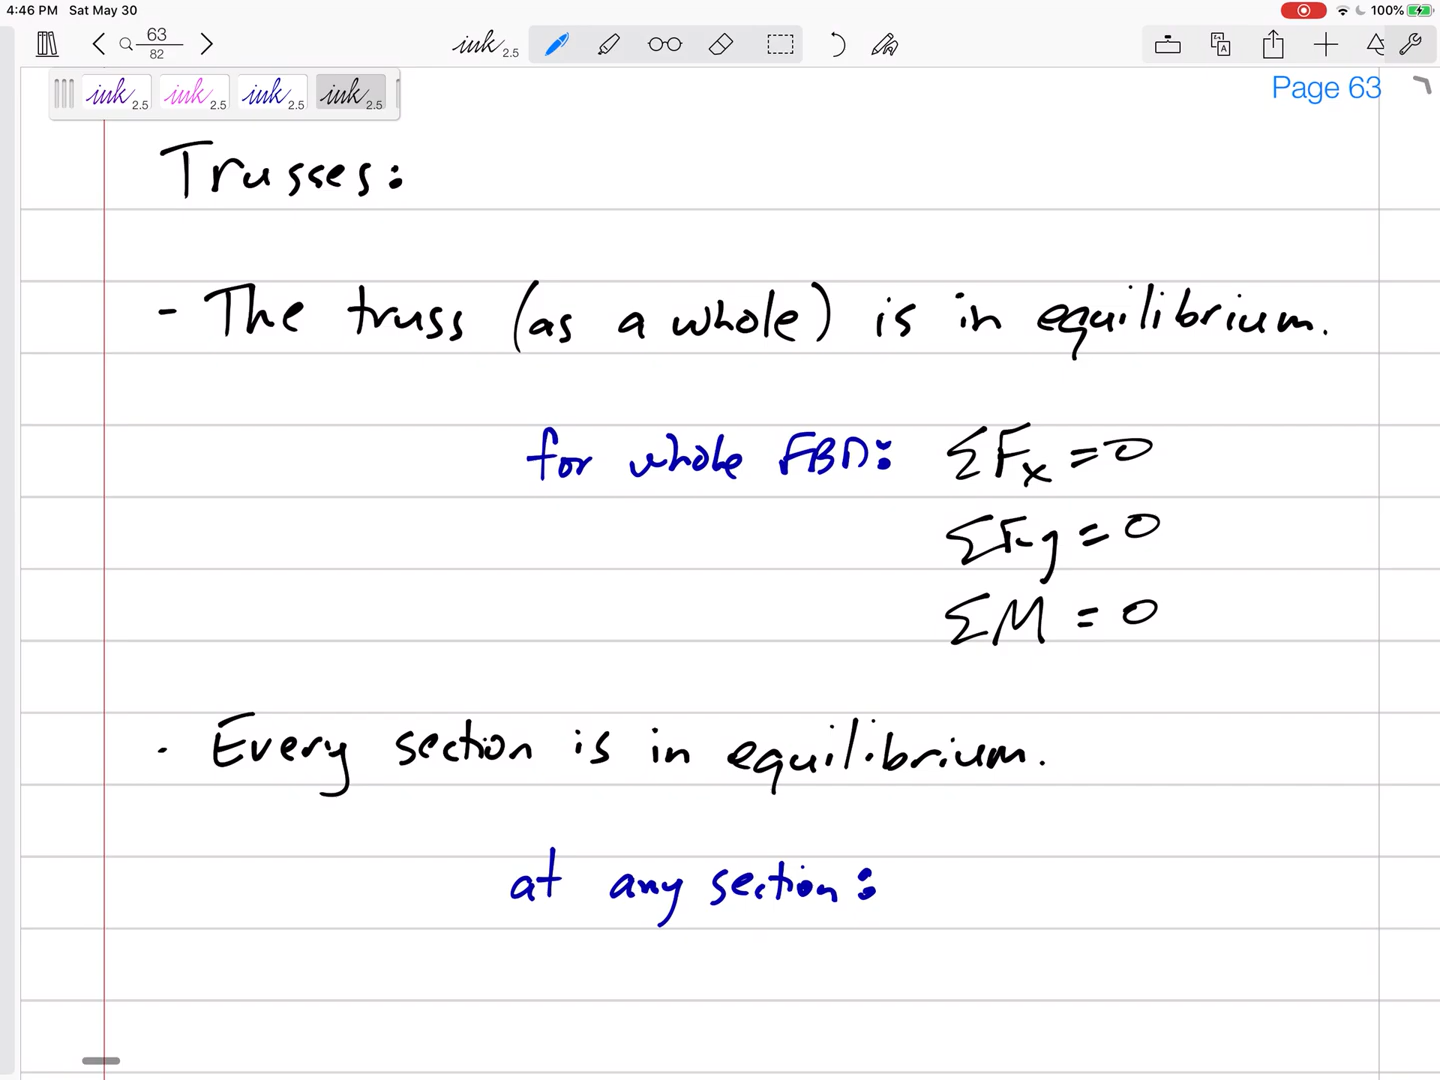 4:46 PM Sat May 30
100%
63
82
ink 2.5
ink 2.5
ink 2.5
ink 2.5
ink 2.5
Page 63
Trusses:
- The truss (as a whole) is in equilibrium.
for whole FBD: ΣFx = 0
ΣFy = 0
ΣM = 0
- Every section is in equilibrium.
at any section: